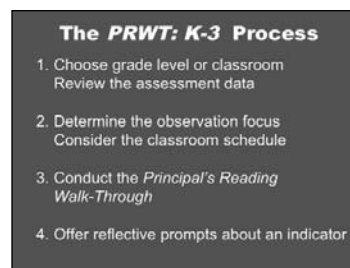 The PRWT: K-3 Process
1. Choose grade level or classroom
Review the assessment data
2. Determine the observation focus
Consider the classroom schedule
3. Conduct the Principal's Reading
Walk-Through
4. Offer reflective prompts about an indicator